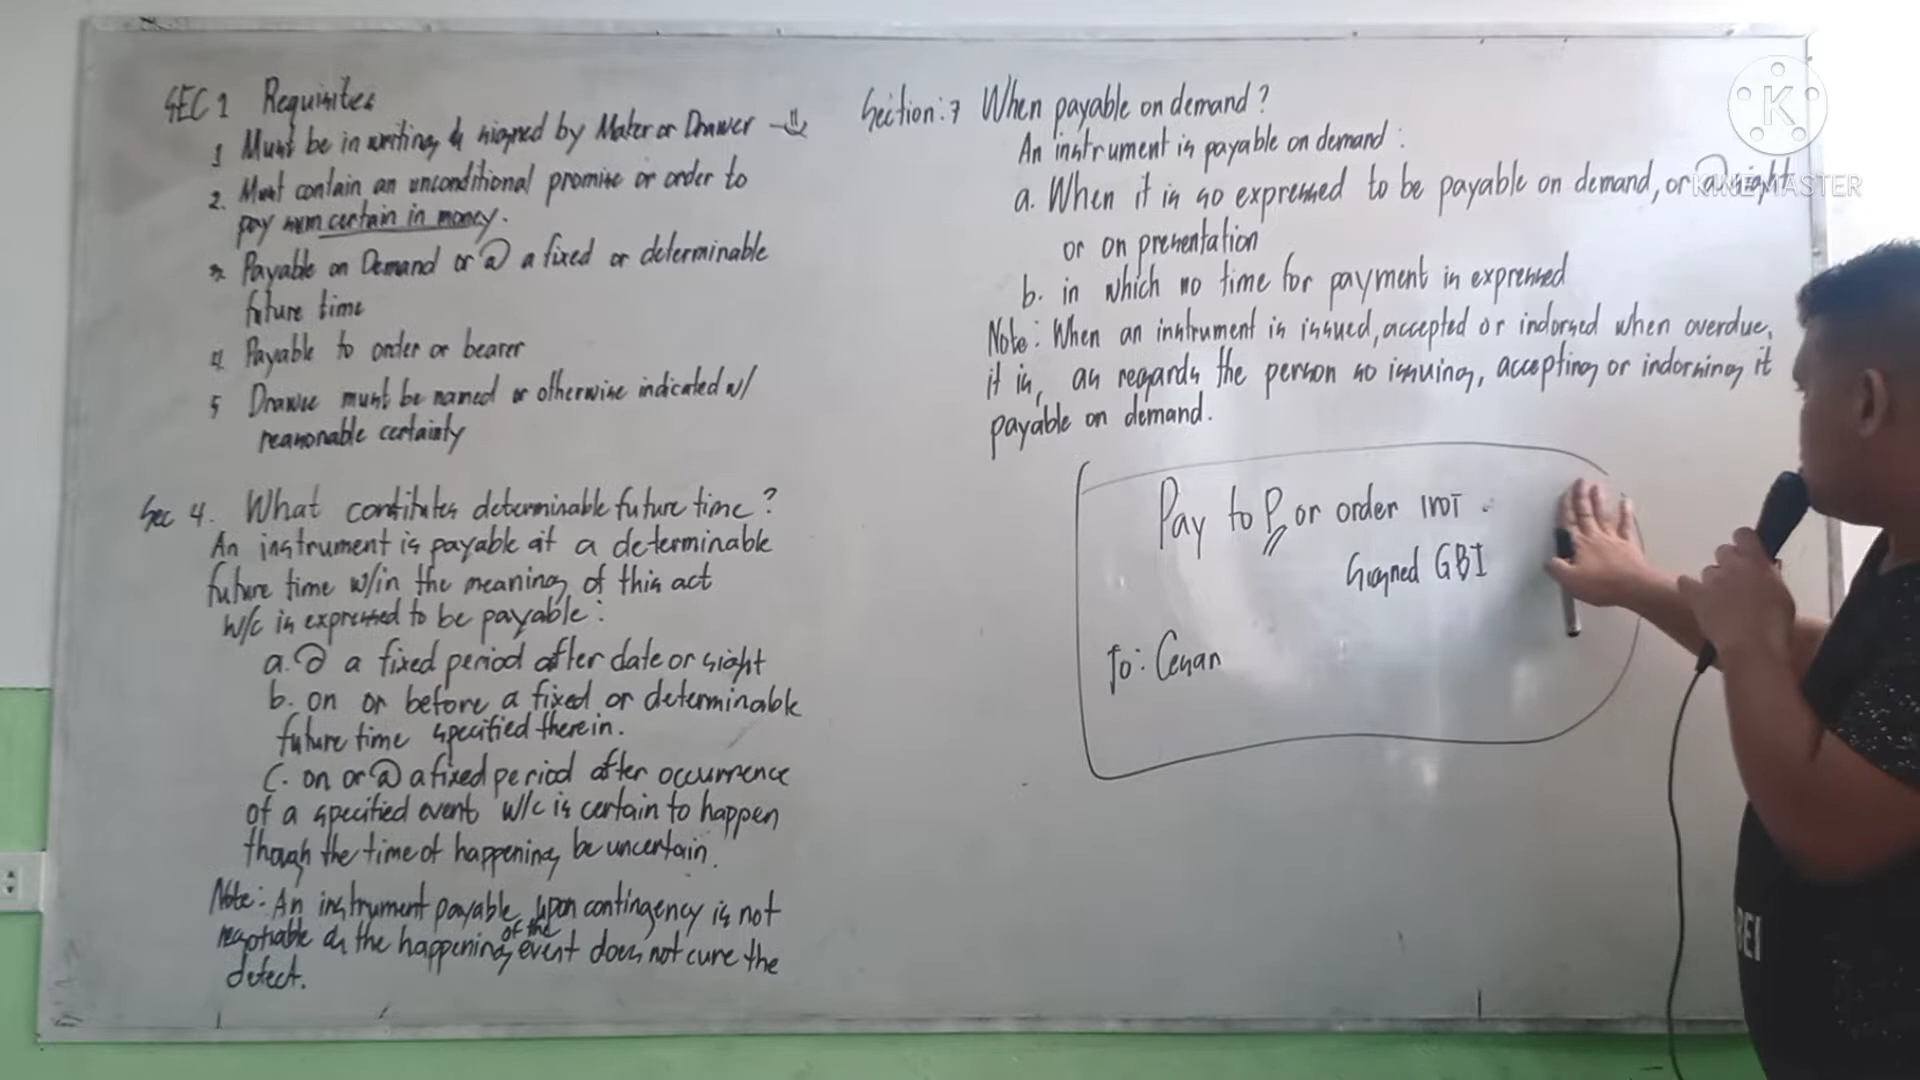 SEC 1 Requisites
1 Must be in writing & signed by Maker or Drawer
2. Must contain an unconditional promise or order to
pay sum certain in money.
3. Payable on Demand or @ a fixed or determinable
future time
4. Payable to order or bearer
5 Drawee must be named or otherwise indicated w/
reasonable certainty
Sec 4. What constitutes determinable future time?
An instrument is payable at a determinable
future time w/in the meaning of this act
w/c is expressed to be payable:
a. @ a fixed period after date or sight
b. on or before a fixed or determinable
future time specified therein.
C. on or @ a fixed period after occurrence
of a specified event w/c is certain to happen
though the time of happening be uncertain.
Note: An instrument payable upon contingency is not
negotiable & the happening of the event does not cure the
defect.
Section: 7 When payable on demand?
An instrument is payable on demand:
a. When it is so expressed to be payable on demand, or @ sight
or on presentation
b. in which no time for payment is expressed
Note: When an instrument is issued, accepted or indorsed when overdue,
it is, as regards the person so issuing, accepting or indorsing it
payable on demand.
Pay to P or order
Signed GBI
To: Cesar
K
KINEMASTER